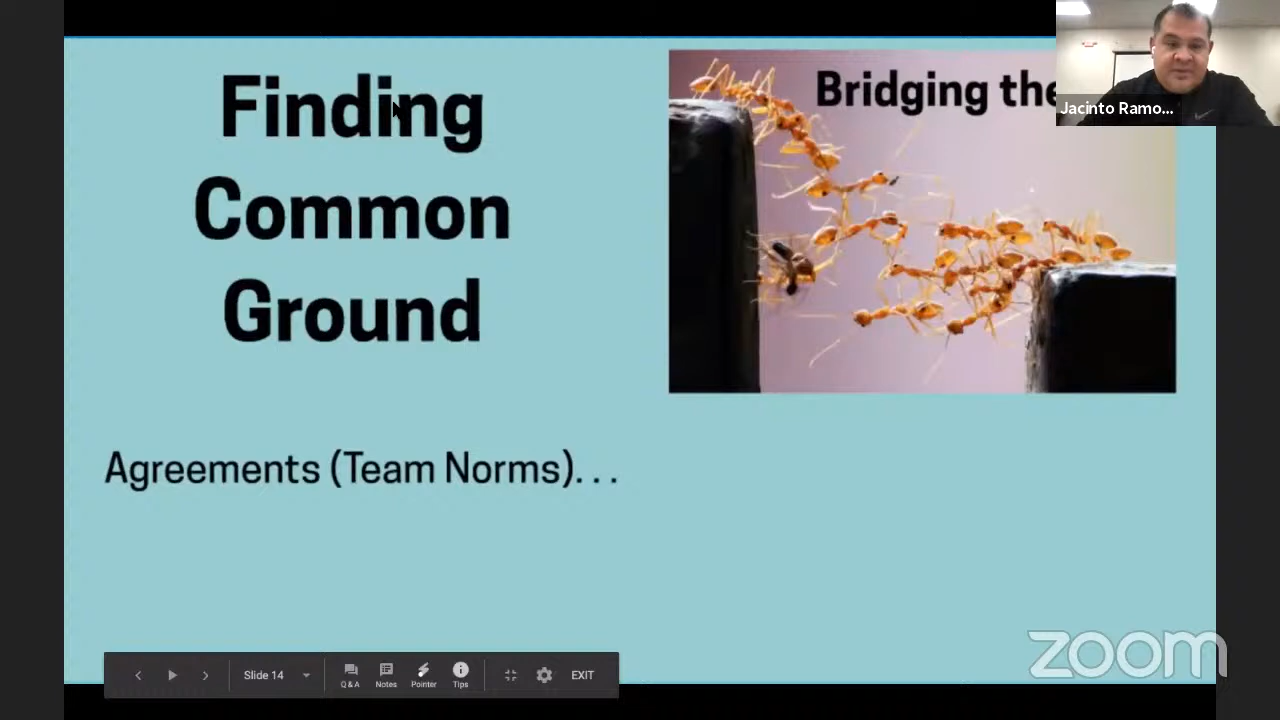 Finding
Common
Ground
Bridging the
Jacinto Ramo...
Agreements (Team Norms)...
Slide 14
Q&A
Notes
Pointer
Tips
EXIT
zoom